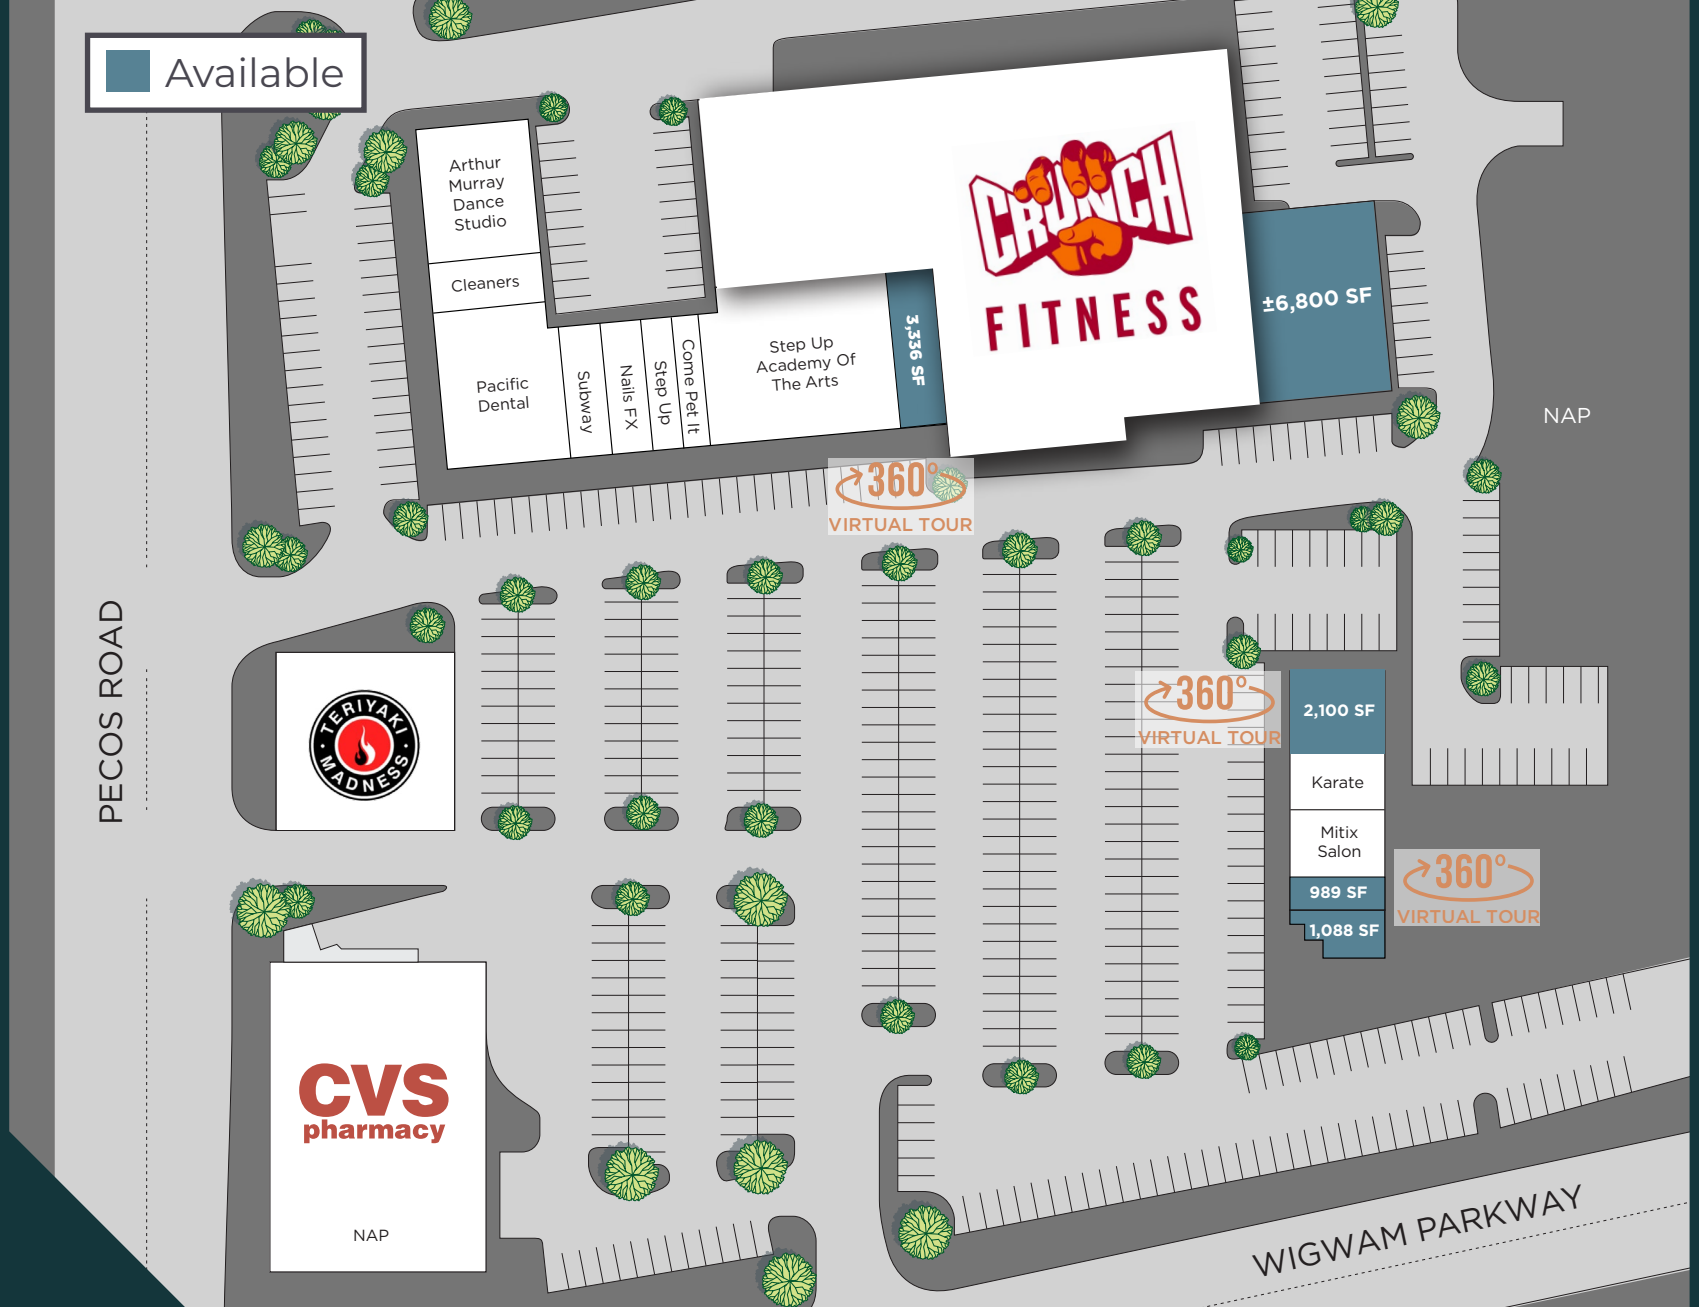 Available
Arthur
Murray
Dance
Studio
Cleaners
Pacific
Dental
Subway
Nails FX
Step Up
Come Pet It
Step Up
Academy Of
The Arts
3,336 SF
CRUNCH
FITNESS
±6,800 SF
NAP
360°
VIRTUAL TOUR
PECOS ROAD
TERIYAKI
MADNESS
360°
VIRTUAL TOUR
2,100 SF
Karate
Mitix
Salon
989 SF
1,088 SF
360°
VIRTUAL TOUR
CVS
pharmacy
NAP
WIGWAM PARKWAY